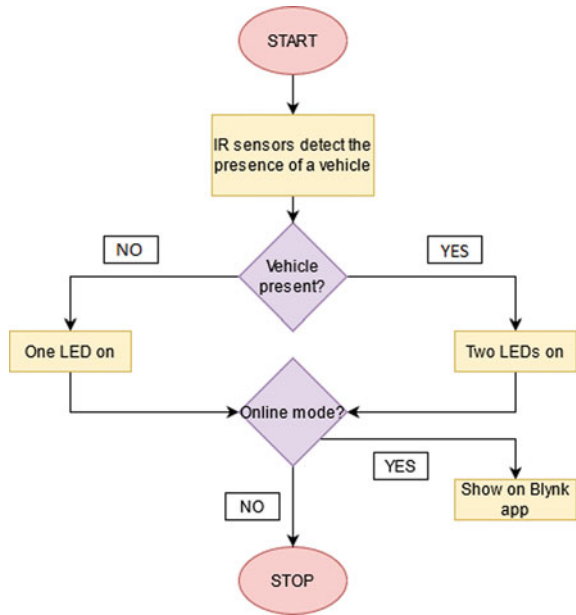 START
IR sensors detect the
presence of a vehicle
NO
YES
Vehicle
present?
One LED on
Two LEDs on
Online mode?
YES
Show on Blynk
app
NO
STOP